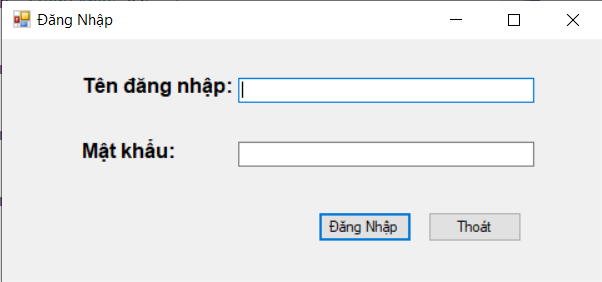 Đăng Nhập
Tên đăng nhập:
Mật khẩu:
Đăng Nhập Thoát